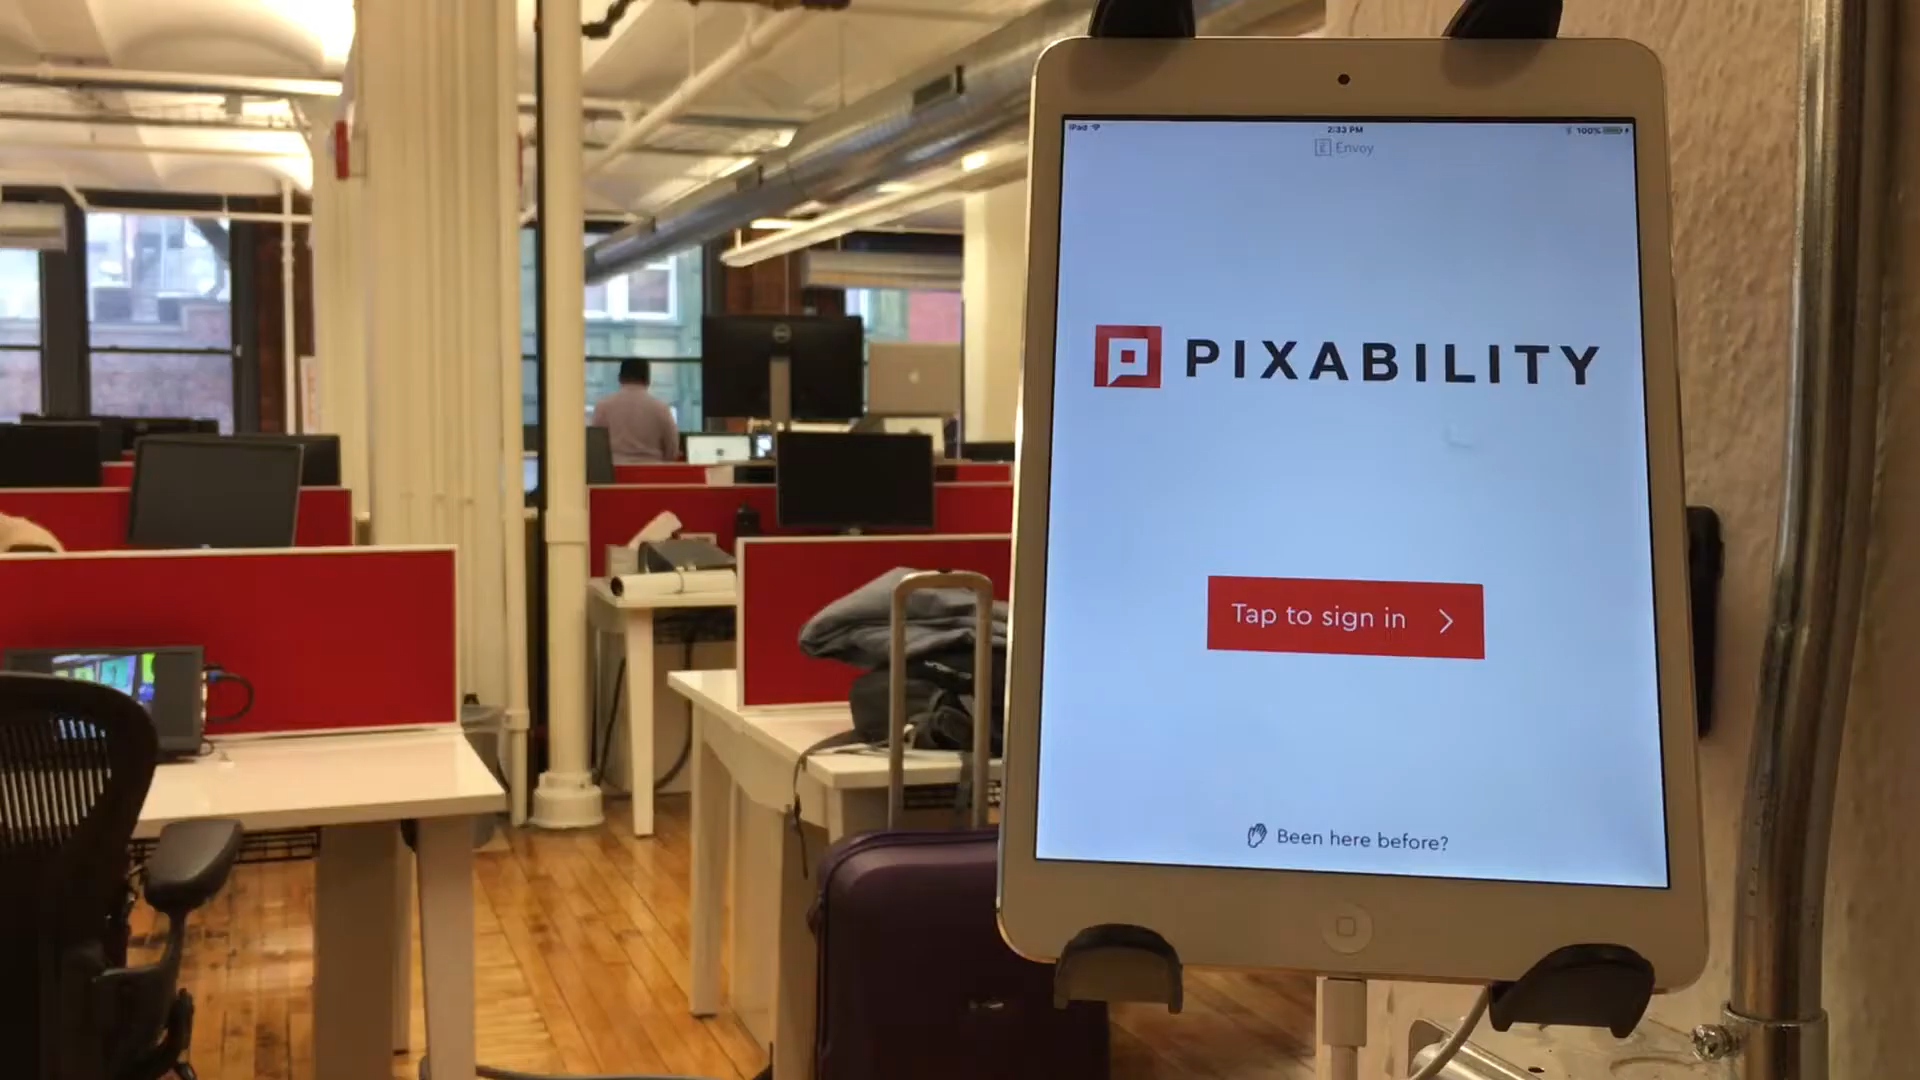 iPad
2:33 PM
100%
Envoy
PIXABILITY
Tap to sign in
Been here before?